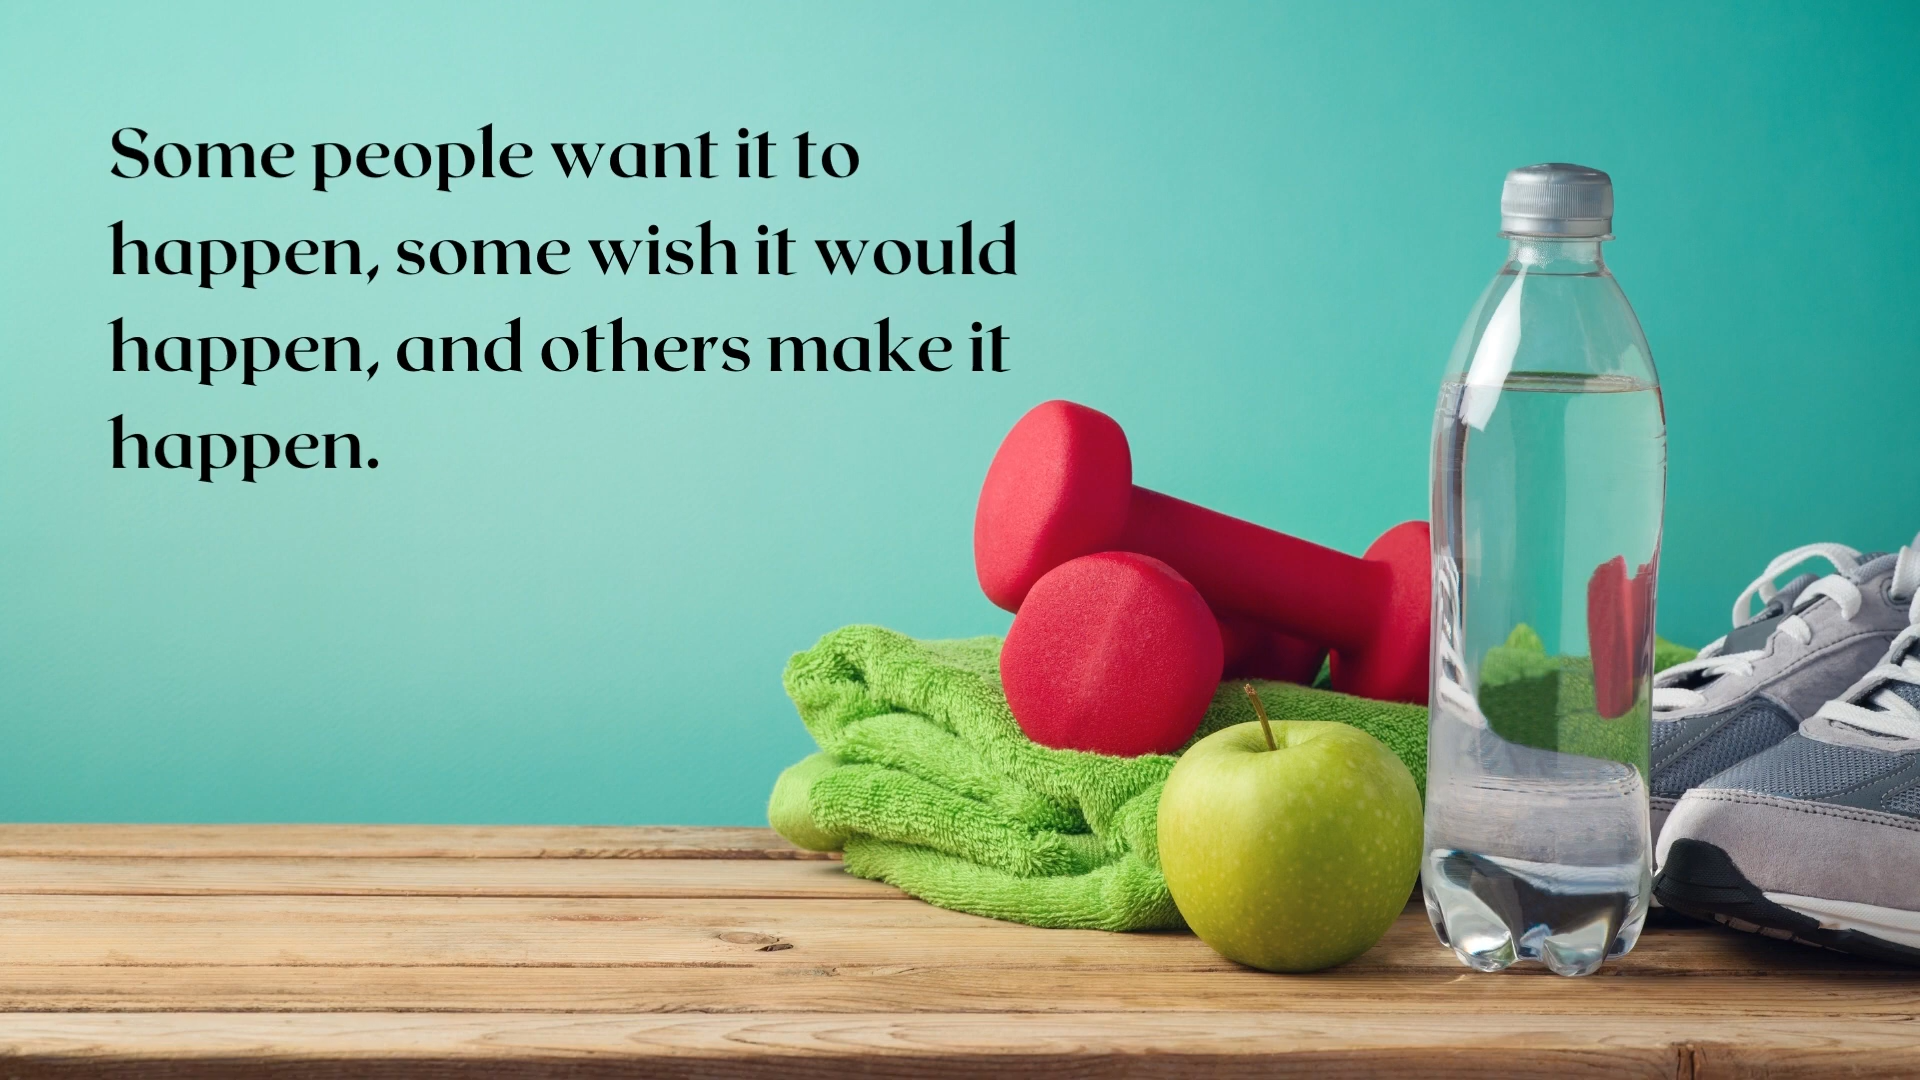 Some people want it to
happen, some wish it would
happen, and others make it
happen.